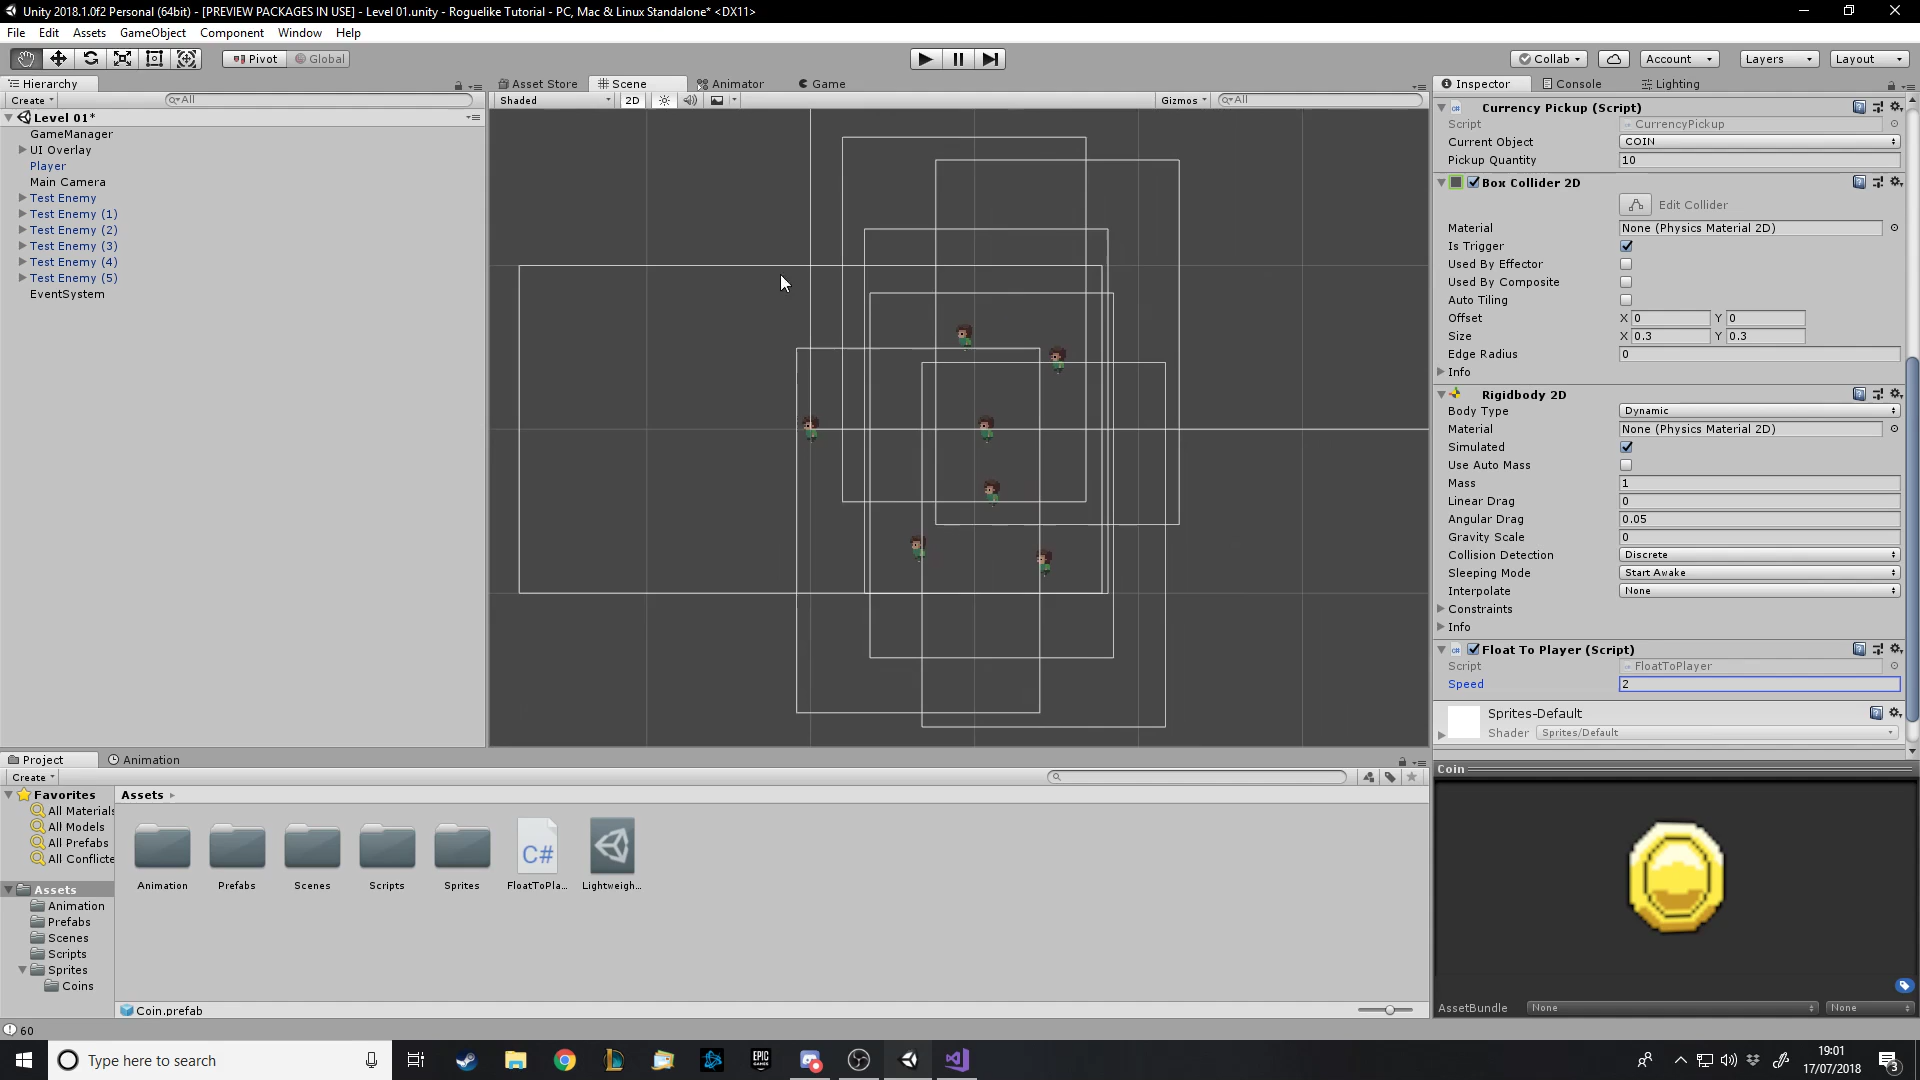 Unity 2018.1.0f2 Personal (64bit) - [PREVIEW PACKAGES IN USE] - Level 01.unity - Roguelike Tutorial - PC, Mac & Linux Standalone* <DX11>
File Edit Assets GameObject Component Window Help
Pivot Global Collab Account Layers Layout
Hierarchy
Create All
Level 01*
GameManager
UI Overlay
Player
Main Camera
Test Enemy
Test Enemy (1)
Test Enemy (2)
Test Enemy (3)
Test Enemy (4)
Test Enemy (5)
EventSystem
Asset Store Scene Animator Game
Shaded 2D Gizmos All
Inspector Console Lighting
Currency Pickup (Script)
Script CurrencyPickup
Current Object COIN
Pickup Quantity 10
Box Collider 2D
Edit Collider
Material None (Physics Material 2D)
Is Trigger
Used By Effector
Used By Composite
Auto Tiling
Offset X 0 Y 0
Size X 0.3 Y 0.3
Edge Radius 0
Info
Rigidbody 2D
Body Type Dynamic
Material None (Physics Material 2D)
Simulated
Use Auto Mass
Mass 1
Linear Drag 0
Angular Drag 0.05
Gravity Scale 0
Collision Detection Discrete
Sleeping Mode Start Awake
Interpolate None
Constraints
Info
Float To Player (Script)
Script FloatToPlayer
Speed 2
Sprites-Default
Shader Sprites/Default
Coin
AssetBundle None None
Project Animation
Create
Favorites
All Materials
All Models
All Prefabs
All Conflicte
Assets
Animation
Prefabs
Scenes
Scripts
Sprites
Coins
Assets
Animation Prefabs Scenes Scripts Sprites FloatToPla... Lightweigh...
C#
Coin.prefab
60
Type here to search
EPIC GAMES
19:01
17/07/2018
3